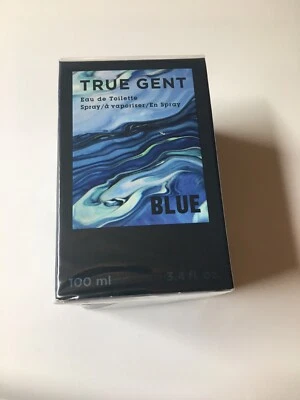 TRUE GENT
Eau de Toilette
Spray/à vaporiser/En Spray
BLUE
100 ml 3.4 fl. oz.